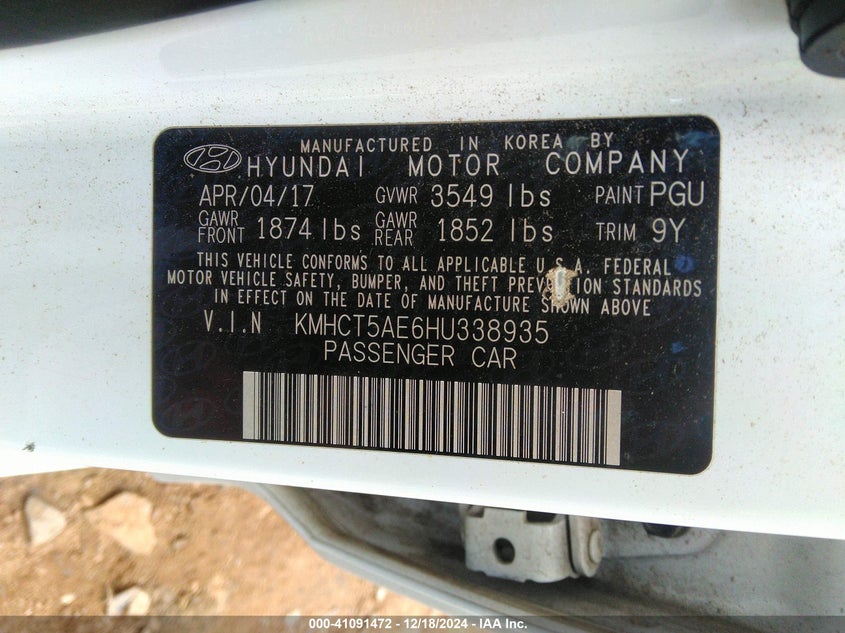 MANUFACTURED IN KOREA BY
HYUNDAI MOTOR COMPANY
APR/04/17 GVWR 3549 lbs PAINT PGU
GAWR FRONT 1874 lbs GAWR REAR 1852 lbs TRIM 9Y
THIS VEHICLE CONFORMS TO ALL APPLICABLE U.S.A. FEDERAL
MOTOR VEHICLE SAFETY, BUMPER, AND THEFT PREVENTION STANDARDS
IN EFFECT ON THE DATE OF MANUFACTURE SHOWN ABOVE
V.I.N KMHCT5AE6HU338935
PASSENGER CAR
000-41091472 - 12/18/2024 - IAA Inc.